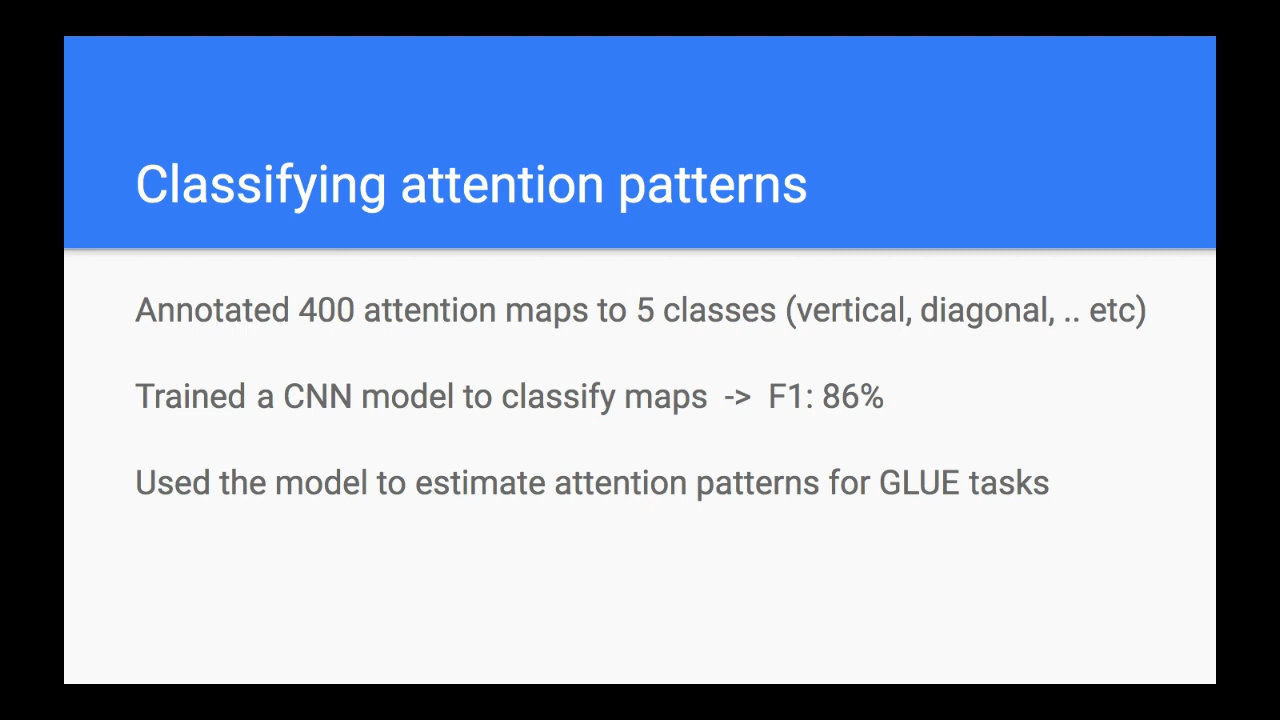 Classifying attention patterns
Annotated 400 attention maps to 5 classes (vertical, diagonal, .. etc)
Trained a CNN model to classify maps -> F1: 86%
Used the model to estimate attention patterns for GLUE tasks